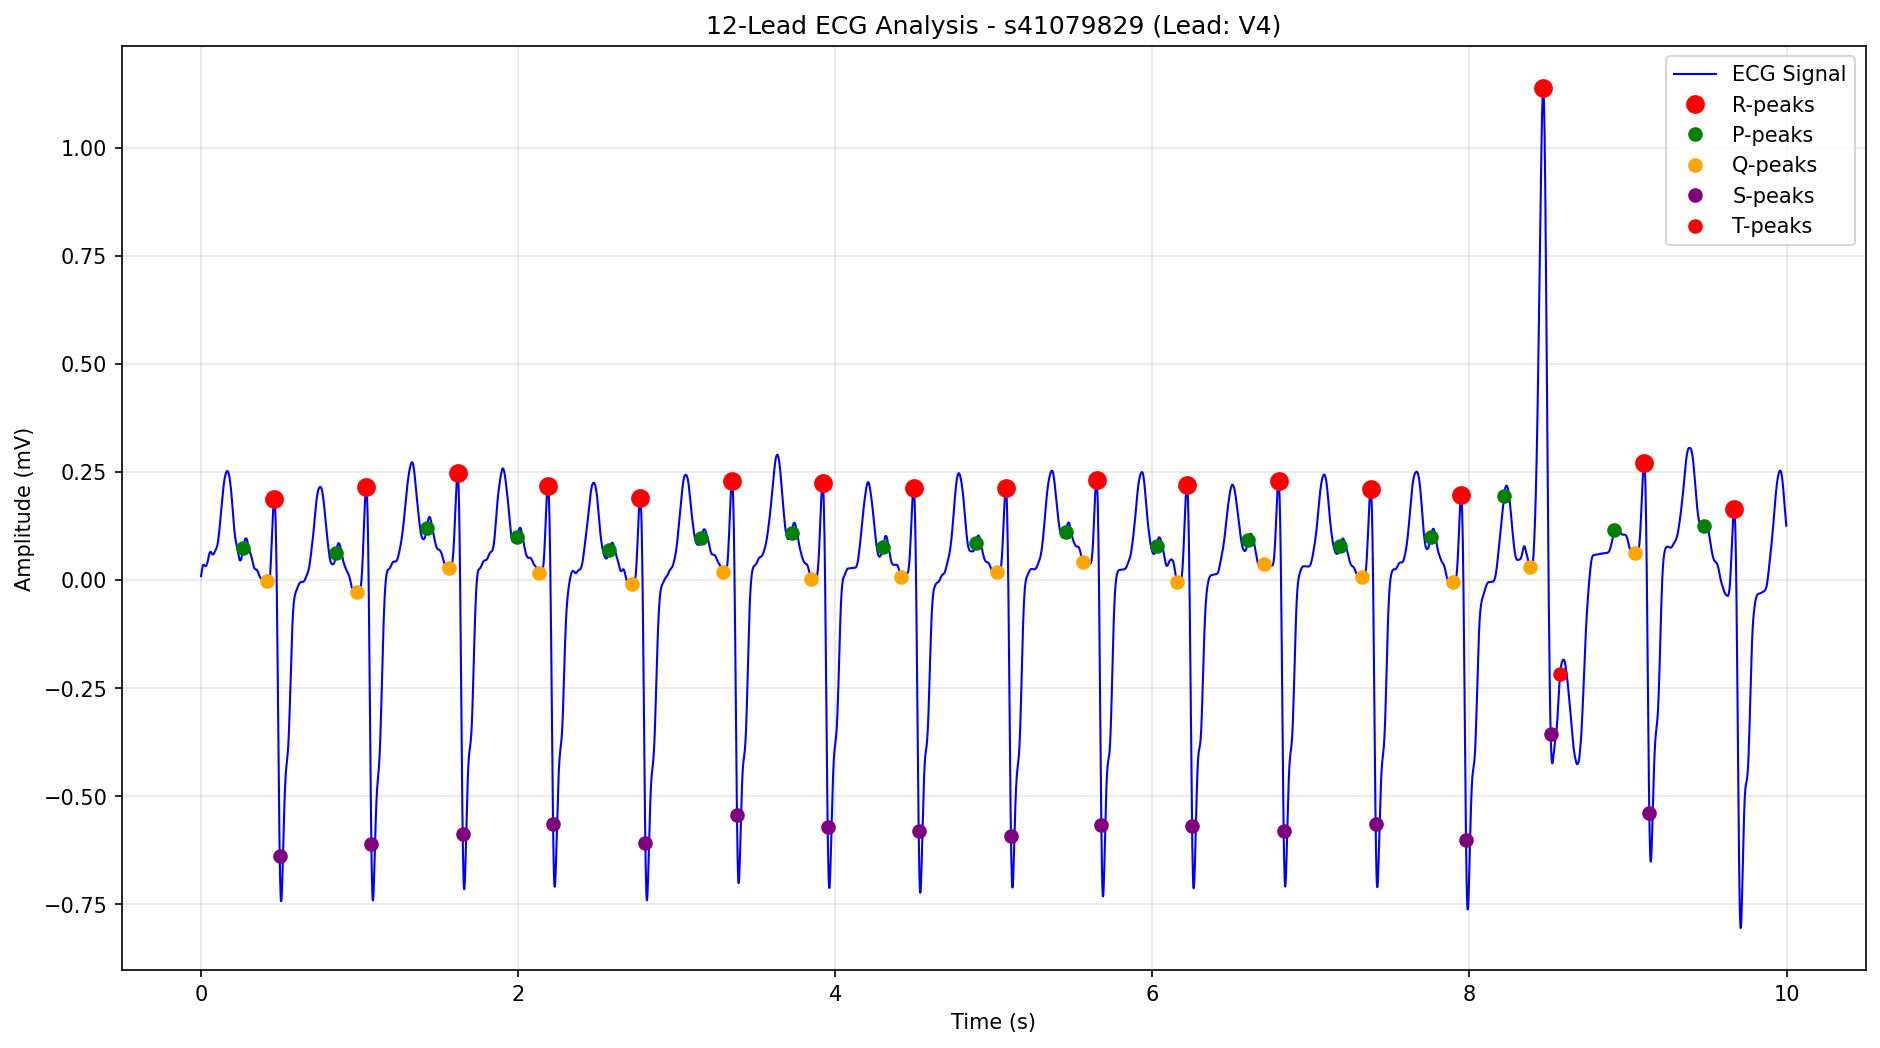 12-Lead ECG Analysis - s41079829 (Lead: V4)
ECG Signal
R-peaks
P-peaks
Q-peaks
S-peaks
T-peaks
Amplitude (mV)
1.00
0.75
0.50
0.25
0.00
−0.25
−0.50
−0.75
0 2 4 6 8 10
Time (s)